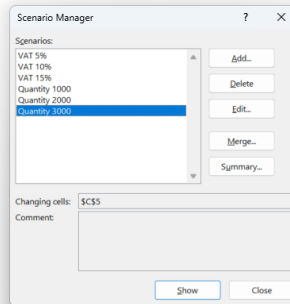 Scenario Manager ? ×
Scenarios:
VAT 5%
VAT 10%
VAT 15%
Quantity 1000
Quantity 2000
Quantity 3000
Add...
Delete
Edit...
Merge...
Summary...
Changing cells: $C$5
Comment:
Show Close